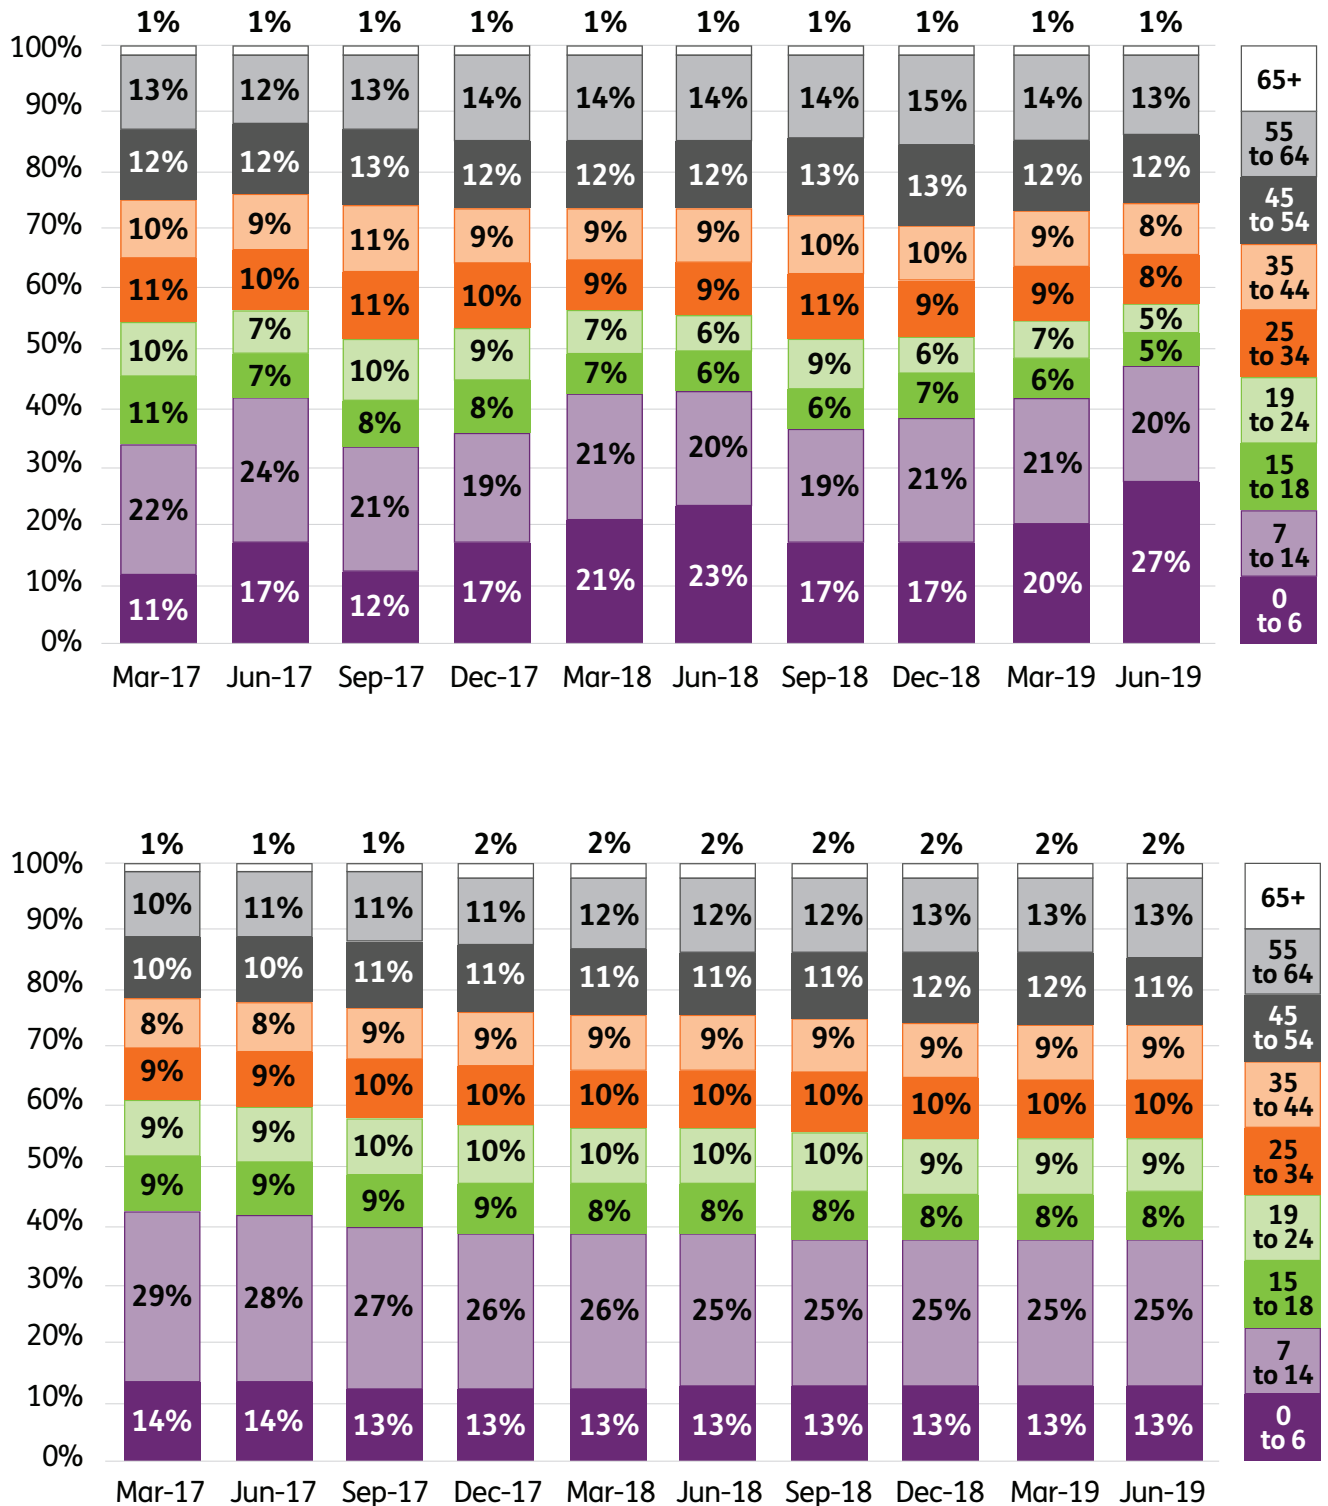 1% 1% 1% 1% 1% 1% 1% 1% 1% 1%
100%
90%
80%
70%
60%
50%
40%
30%
20%
10%
0%
13% 12% 13% 14% 14% 14% 14% 15% 14% 13%
12% 12% 13% 12% 12% 12% 13% 13% 12% 12%
10% 9% 11% 9% 9% 9% 10% 10% 9% 8%
11% 10% 11% 10% 9% 9% 11% 9% 9% 8%
10% 7% 10% 9% 7% 6% 9% 6% 7% 5%
11% 7% 8% 8% 7% 6% 6% 7% 6% 5%
22% 24% 21% 19% 21% 20% 19% 21% 21% 20%
11% 17% 12% 17% 21% 23% 17% 17% 20% 27%
Mar-17 Jun-17 Sep-17 Dec-17 Mar-18 Jun-18 Sep-18 Dec-18 Mar-19 Jun-19
65+
55
to 64
45
to 54
35
to 44
25
to 34
19
to 24
15
to 18
7
to 14
0
to 6
1% 1% 1% 2% 2% 2% 2% 2% 2% 2%
100%
90%
80%
70%
60%
50%
40%
30%
20%
10%
0%
10% 11% 11% 11% 12% 12% 12% 13% 13% 13%
10% 10% 11% 11% 11% 11% 11% 12% 12% 11%
8% 8% 9% 9% 9% 9% 9% 9% 9% 9%
9% 9% 10% 10% 10% 10% 10% 10% 10% 10%
9% 9% 10% 10% 10% 10% 10% 9% 9% 9%
9% 9% 9% 9% 8% 8% 8% 8% 8% 8%
29% 28% 27% 26% 26% 25% 25% 25% 25% 25%
14% 14% 13% 13% 13% 13% 13% 13% 13% 13%
Mar-17 Jun-17 Sep-17 Dec-17 Mar-18 Jun-18 Sep-18 Dec-18 Mar-19 Jun-19
65+
55
to 64
45
to 54
35
to 44
25
to 34
19
to 24
15
to 18
7
to 14
0
to 6